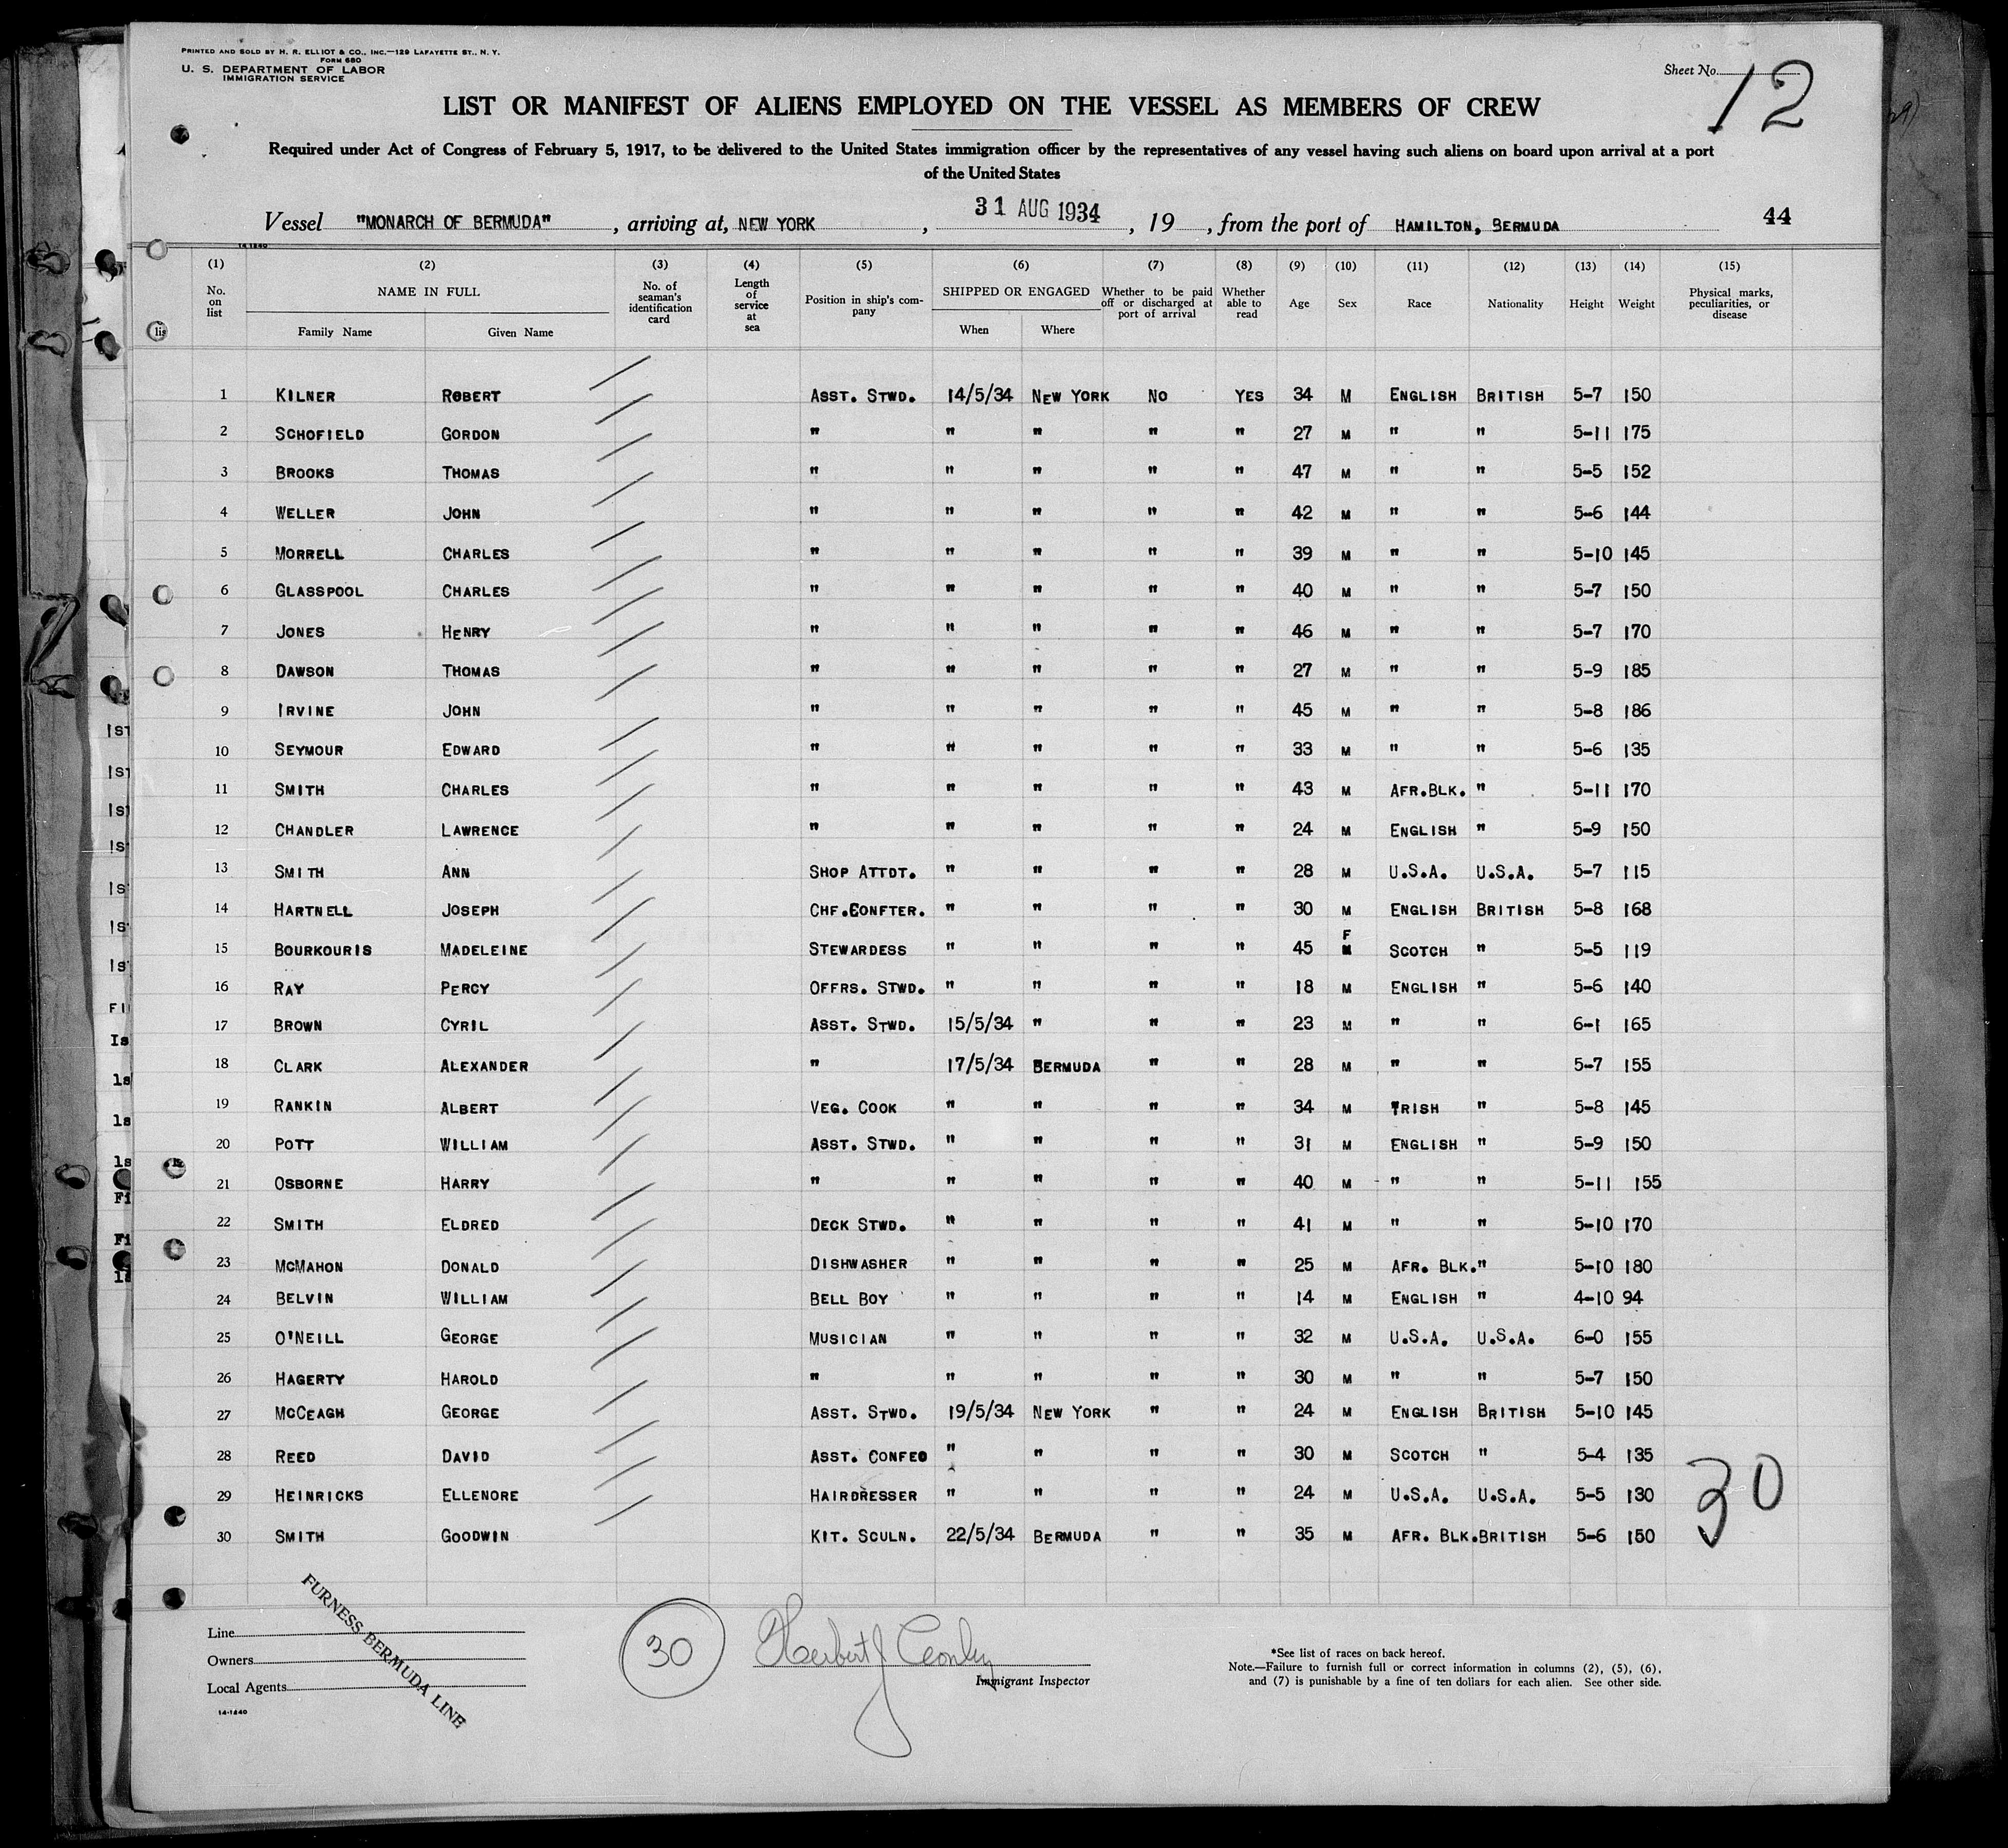 PRINTED AND SOLD BY H. R. ELLIOT & CO., INC.—129 LAFAYETTE ST., N. Y.
FORM 680
U. S. DEPARTMENT OF LABOR
IMMIGRATION SERVICE
Sheet No. 12
LIST OR MANIFEST OF ALIENS EMPLOYED ON THE VESSEL AS MEMBERS OF CREW
Required under Act of Congress of February 5, 1917, to be delivered to the United States immigration officer by the representatives of any vessel having such aliens on board upon arrival at a port
of the United States
Vessel "MONARCH OF BERMUDA", arriving at, NEW YORK, 31 AUG 1934, 19, from the port of HAMILTON, BERMUDA 44
14-1240
(1) (2) (3) (4) (5) (6) (7) (8) (9) (10) (11) (12) (13) (14) (15)
No. on list NAME IN FULL Family Name Given Name No. of seaman's identification card Length of service at sea Position in ship's company SHIPPED OR ENGAGED When Where Whether to be paid off or discharged at port of arrival Whether able to read Age Sex Race Nationality Height Weight Physical marks, peculiarities, or disease
1 KILNER ROBERT ASST. STWD. 14/5/34 NEW YORK NO YES 34 M ENGLISH BRITISH 5-7 150
2 SCHOFIELD GORDON " " " " " 27 M " " 5-11 175
3 BROOKS THOMAS " " " " " 47 M " " 5-5 152
4 WELLER JOHN " " " " " 42 M " " 5-6 144
5 MORRELL CHARLES " " " " " 39 M " " 5-10 145
6 GLASSPOOL CHARLES " " " " " 40 M " " 5-7 150
7 JONES HENRY " " " " " 46 M " " 5-7 170
8 DAWSON THOMAS " " " " " 27 M " " 5-9 185
9 IRVINE JOHN " " " " " 45 M " " 5-8 186
10 SEYMOUR EDWARD " " " " " 33 M " " 5-6 135
11 SMITH CHARLES " " " " " 43 M AFR.BLK. " 5-11 170
12 CHANDLER LAWRENCE " " " " " 24 M ENGLISH " 5-9 150
13 SMITH ANN SHOP ATTDT. " " " " 28 M U.S.A. U.S.A. 5-7 115
14 HARTNELL JOSEPH CHF.CONFTER. " " " " 30 M ENGLISH BRITISH 5-8 168
15 BOURKOURIS MADELEINE STEWARDESS " " " " 45 F SCOTCH " 5-5 119
16 RAY PERCY OFFRS. STWD. " " " " 18 M ENGLISH " 5-6 140
17 BROWN CYRIL ASST. STWD. 15/5/34 " " " 23 M " " 6-1 165
18 CLARK ALEXANDER " 17/5/34 BERMUDA " " 28 M " " 5-7 155
19 RANKIN ALBERT VEG. COOK " " " " 34 M IRISH " 5-8 145
20 POTT WILLIAM ASST. STWD. " " " " 31 M ENGLISH " 5-9 150
21 OSBORNE HARRY " " " " " 40 M " " 5-11 155
22 SMITH ELDRED DECK STWD. " " " " 41 M " " 5-10 170
23 MCMAHON DONALD DISHWASHER " " " " 25 M AFR. BLK. " 5-10 180
24 BELVIN WILLIAM BELL BOY " " " " 14 M ENGLISH " 4-10 94
25 O'NEILL GEORGE MUSICIAN " " " " 32 M U.S.A. U.S.A. 6-0 155
26 HAGERTY HAROLD " " " " " 30 M " " 5-7 150
27 MCCEAGH GEORGE ASST. STWD. 19/5/34 NEW YORK " " 24 M ENGLISH BRITISH 5-10 145
28 REED DAVID ASST. CONFEC " " " " 30 M SCOTCH " 5-4 135
29 HEINRICKS ELLENORE HAIRDRESSER " " " " 24 M U.S.A. U.S.A. 5-5 130
30 SMITH GOODWIN KIT. SCULN. 22/5/34 BERMUDA " " 35 M AFR. BLK. BRITISH 5-6 150
30
Line
Owners
Local Agents
FURNESS BERMUDA LINE
14-1240
30
Herbert J Conley
Immigrant Inspector
*See list of races on back hereof.
Note.—Failure to furnish full or correct information in columns (2), (5), (6),
and (7) is punishable by a fine of ten dollars for each alien. See other side.